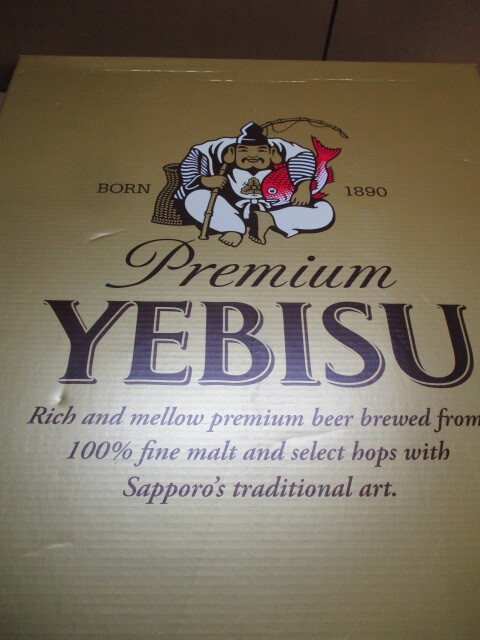 BORN 1890
Premium
YEBISU
Rich and mellow premium beer brewed from
100% fine malt and select hops with
Sapporo's traditional art.